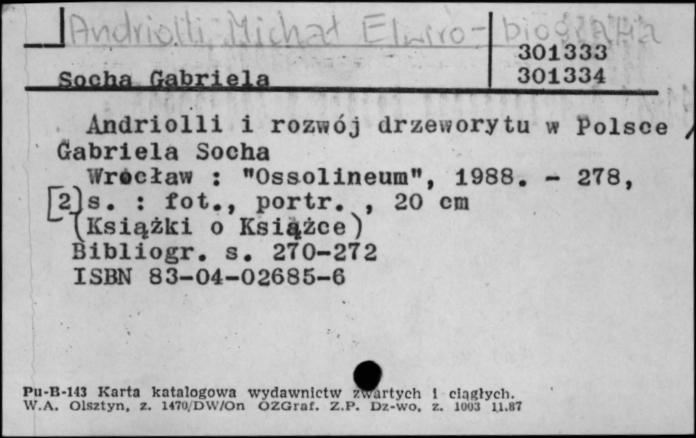 Andriolli, Michał Elwiro - biografia
301333
Socha Gabriela 301334
Andriolli i rozwój drzeworytu w Polsce /
Gabriela Socha
Wrocław : "Ossolineum", 1988. - 278,
[2] s. : fot., portr. , 20 cm
(Książki o Książce)
Bibliogr. s. 270-272
ISBN 83-04-02685-6
Pu-B-143 Karta katalogowa wydawnictw zwartych i ciągłych.
W.A. Olsztyn, z. 1470/DW/On OZGraf. Z.P. Dz-wo, z. 1003 11.87